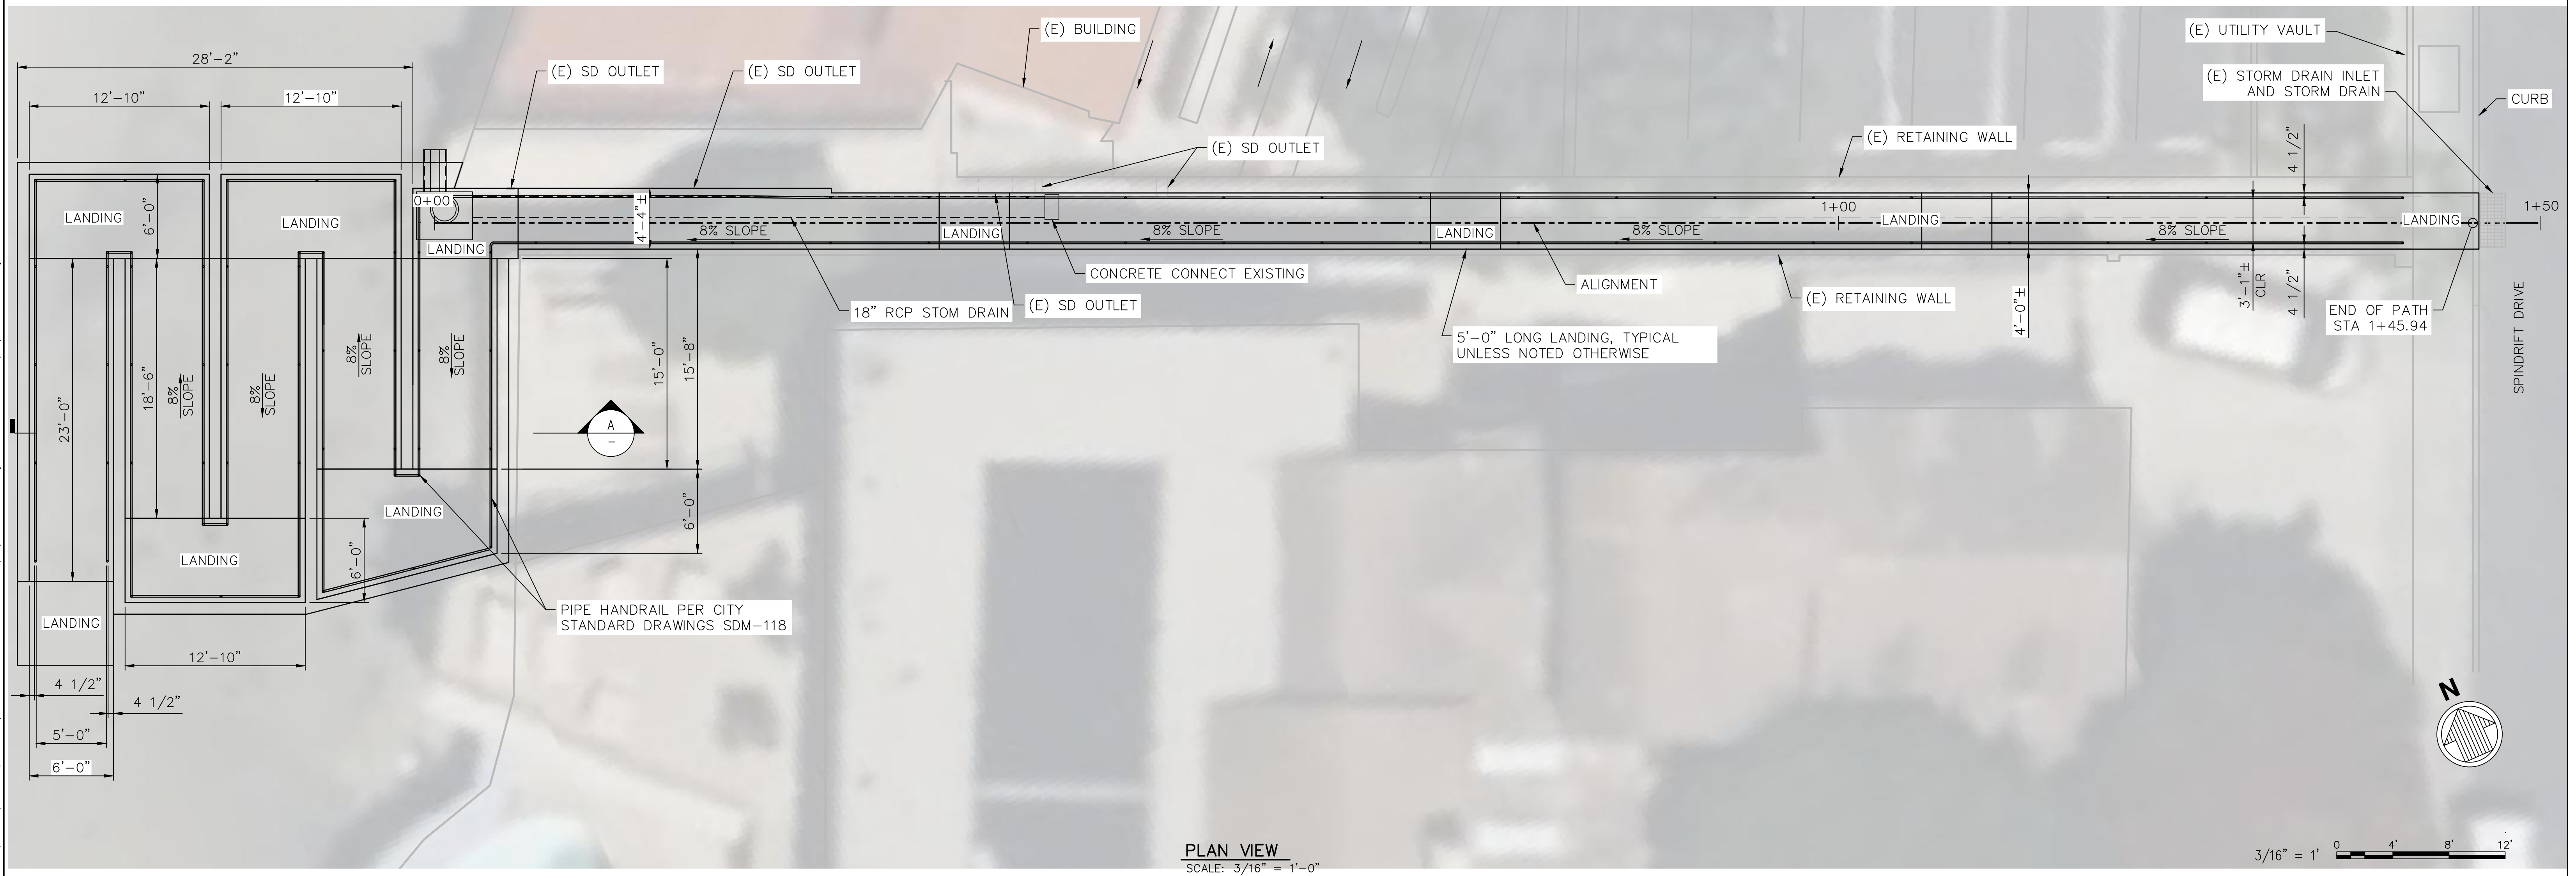 (E) BUILDING
(E) UTILITY VAULT
28'-2"
(E) SD OUTLET
(E) SD OUTLET
(E) STORM DRAIN INLET
AND STORM DRAIN
12'-10"
12'-10"
CURB
(E) SD OUTLET
(E) RETAINING WALL
4 1/2"
0+00
LANDING
6'-0"
LANDING
4'-4"±
1+00
1+50
LANDING
LANDING
LANDING
LANDING
LANDING
8% SLOPE
8% SLOPE
8% SLOPE
8% SLOPE
CONCRETE CONNECT EXISTING
ALIGNMENT
(E) RETAINING WALL
3'-1"±
CLR
4 1/2"
4'-0"±
18" RCP STOM DRAIN
(E) SD OUTLET
END OF PATH
STA 1+45.94
SPINDRIFT DRIVE
5'-0" LONG LANDING, TYPICAL
UNLESS NOTED OTHERWISE
23'-0"
18'-6"
8%
SLOPE
8%
SLOPE
8%
SLOPE
8%
SLOPE
15'-0"
15'-8"
A
-
6'-0"
LANDING
LANDING
6'-0"
LANDING
PIPE HANDRAIL PER CITY
STANDARD DRAWINGS SDM-118
12'-10"
4 1/2"
4 1/2"
5'-0"
6'-0"
N
PLAN VIEW
SCALE: 3/16" = 1'-0"
3/16" = 1'
0 4' 8' 12'